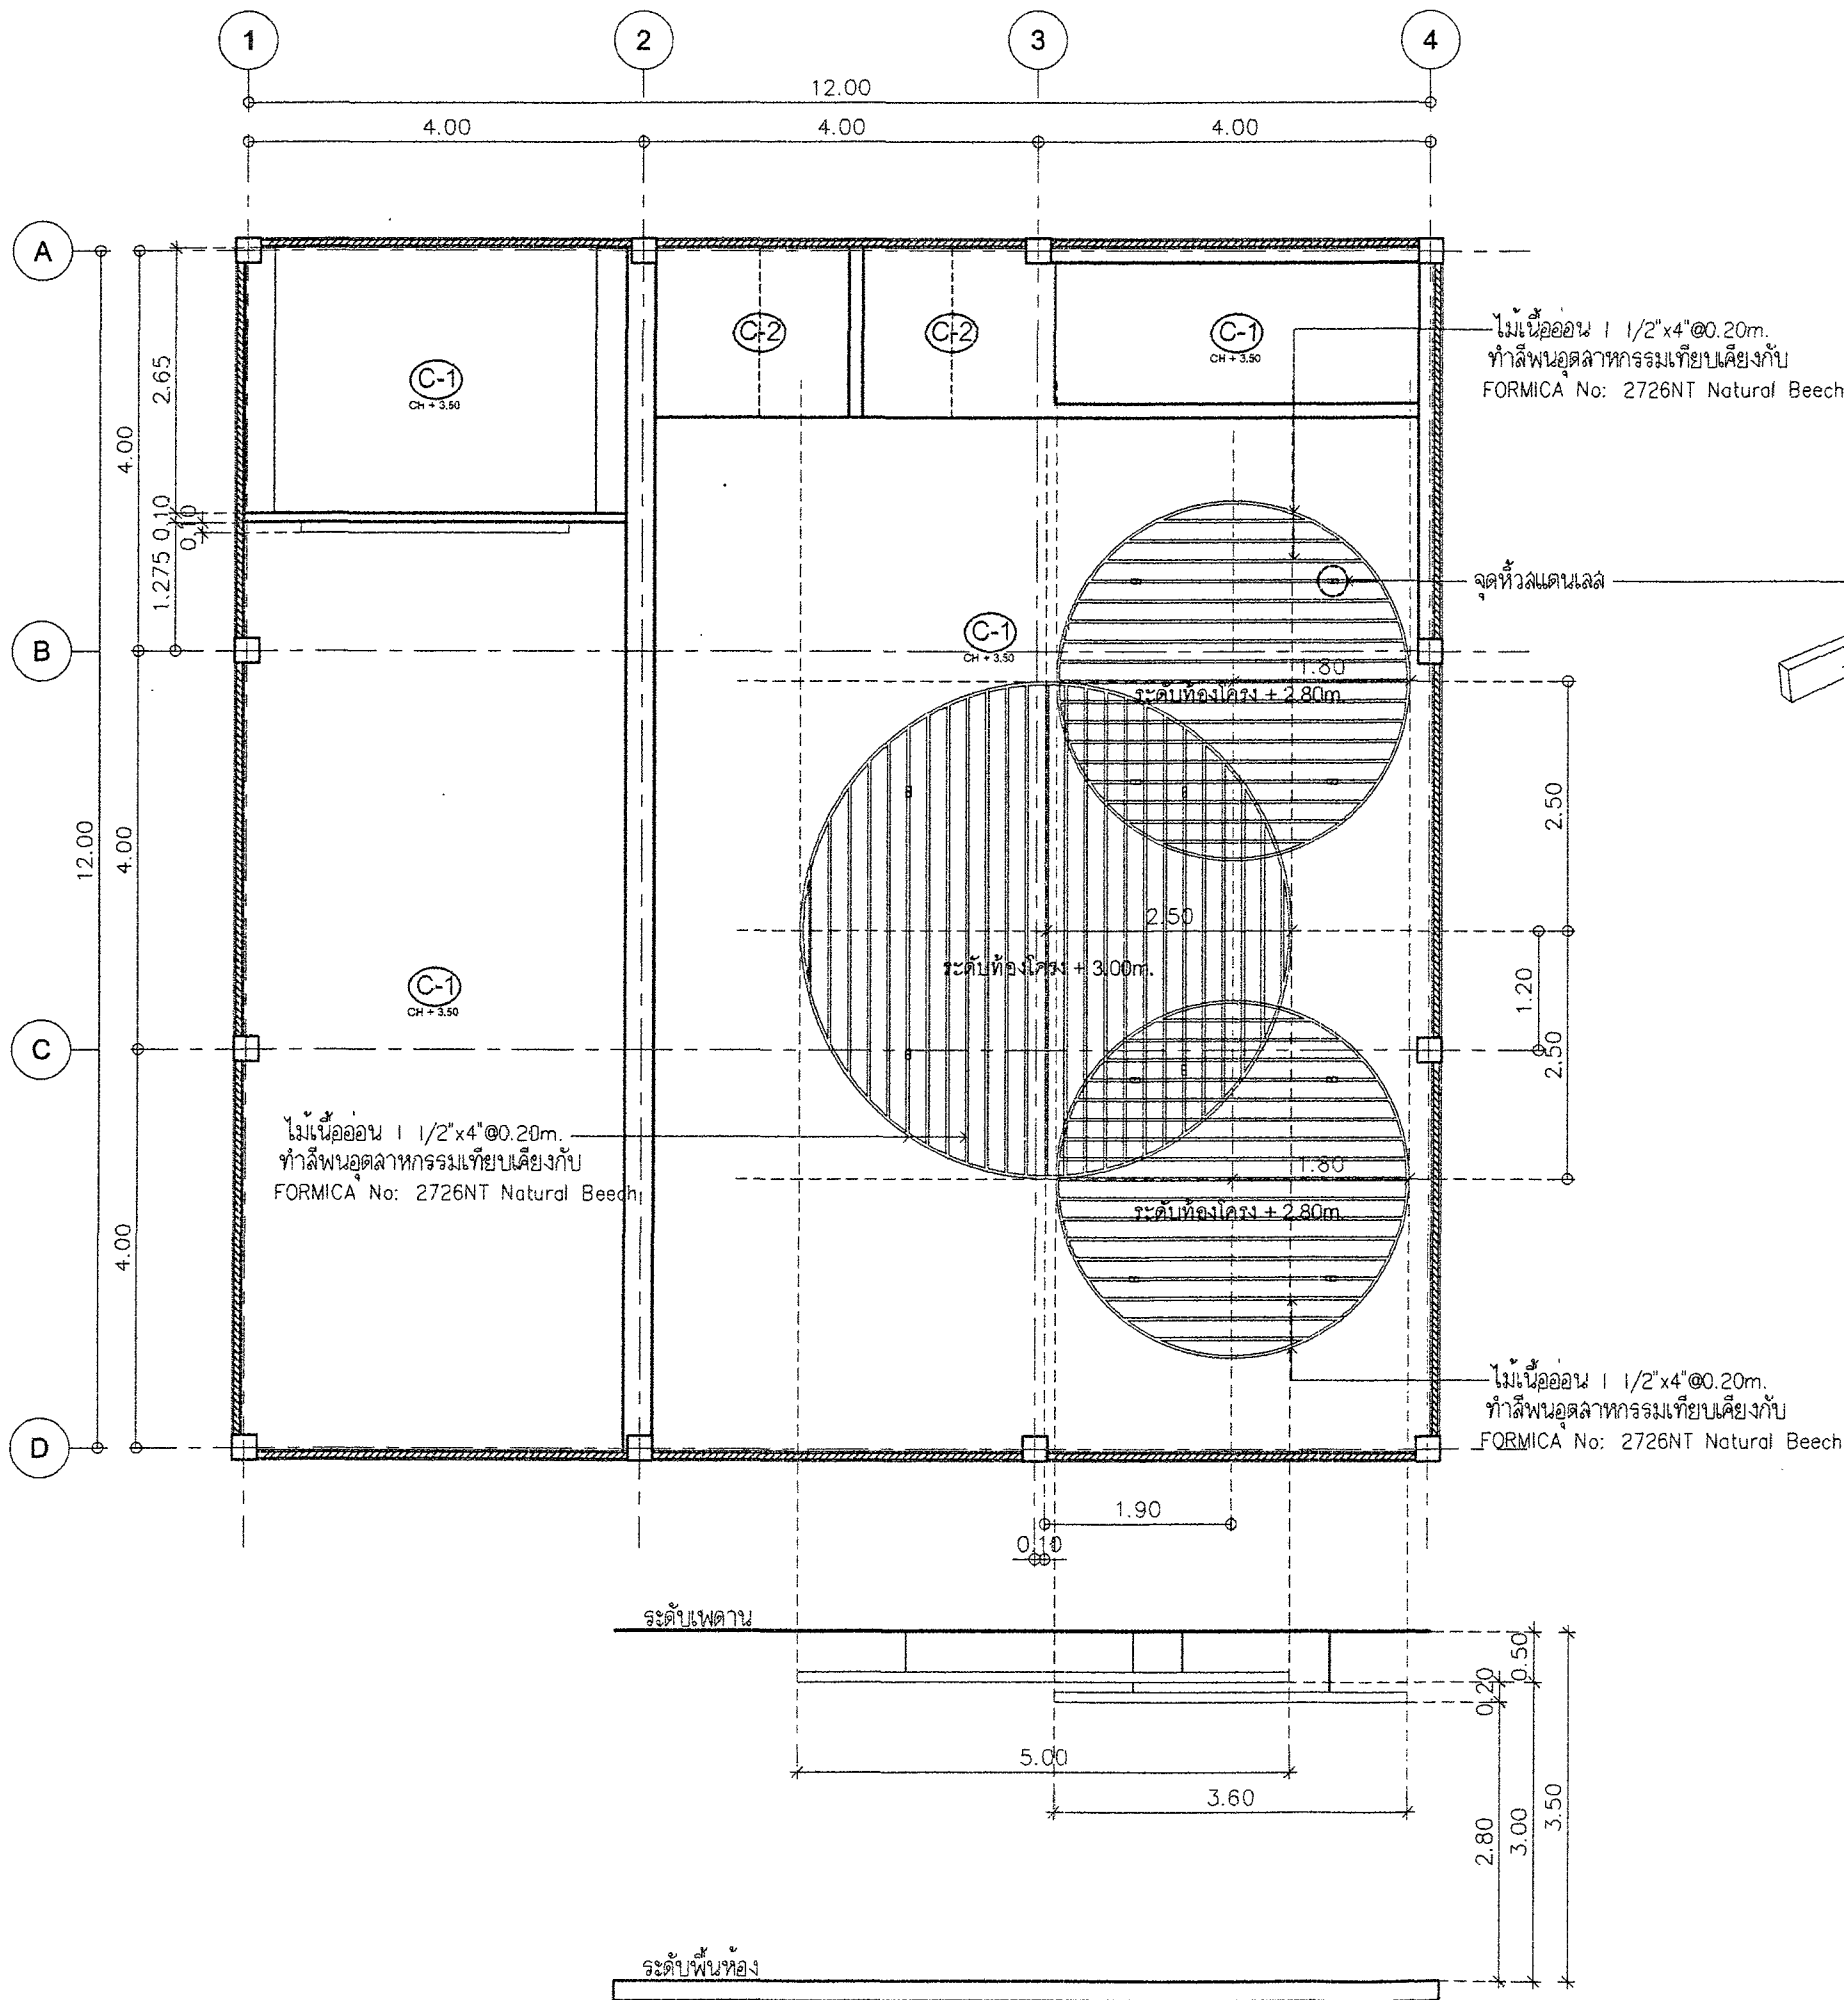 1
2
3
4
12.00
4.00
4.00
4.00
A
B
C
D
12.00
4.00
4.00
4.00
2.65
0.10
0.10
1.275
C-1
CH + 3.50
C-2
C-2
C-1
CH + 3.50
ไม้เนื้ออ่อน 1 1/2"x4"@0.20m.
ทำสีพ่นอุตสาหกรรมเทียบเคียงกับ
FORMICA No: 2726NT Natural Beech
จุดหิ้วสแตนเลส
C-1
CH + 3.50
1.80
ระดับท้องโครง + 2.80m.
2.50
2.50
ระดับท้องโครง + 3.00m.
1.20
2.50
C-1
CH + 3.50
ไม้เนื้ออ่อน 1 1/2"x4"@0.20m.
ทำสีพ่นอุตสาหกรรมเทียบเคียงกับ
FORMICA No: 2726NT Natural Beech
1.80
ระดับท้องโครง + 2.80m.
ไม้เนื้ออ่อน 1 1/2"x4"@0.20m.
ทำสีพ่นอุตสาหกรรมเทียบเคียงกับ
FORMICA No: 2726NT Natural Beech
1.90
0.10
ระดับเพดาน
0.50
0.20
5.00
3.60
2.80
3.00
3.50
ระดับพื้นห้อง